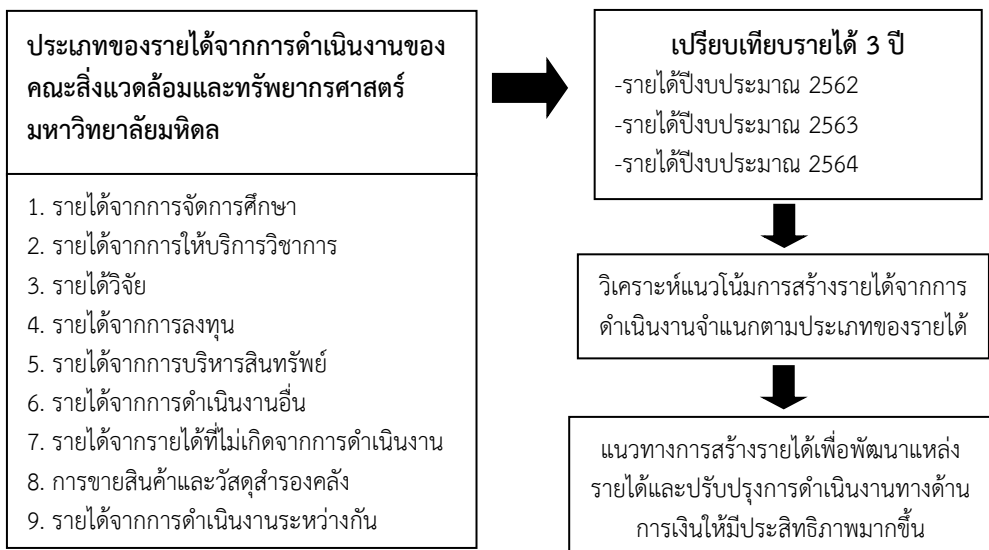 ประเภทของรายได้จากการดำเนินงานของ
คณะสิ่งแวดล้อมและทรัพยากรศาสตร์
มหาวิทยาลัยมหิดล
1. รายได้จากการจัดการศึกษา
2. รายได้จากการให้บริการวิชาการ
3. รายได้วิจัย
4. รายได้จากการลงทุน
5. รายได้จากการบริหารสินทรัพย์
6. รายได้จากการดำเนินงานอื่น
7. รายได้จากรายได้ที่ไม่เกิดจากการดำเนินงาน
8. การขายสินค้าและวัสดุสำรองคลัง
9. รายได้จากการดำเนินงานระหว่างกัน
เปรียบเทียบรายได้ 3 ปี
-รายได้ปีงบประมาณ 2562
-รายได้ปีงบประมาณ 2563
-รายได้ปีงบประมาณ 2564
วิเคราะห์แนวโน้มการสร้างรายได้จากการ
ดำเนินงานจำแนกตามประเภทของรายได้
แนวทางการสร้างรายได้เพื่อพัฒนาแหล่ง
รายได้และปรับปรุงการดำเนินงานทางด้าน
การเงินให้มีประสิทธิภาพมากขึ้น